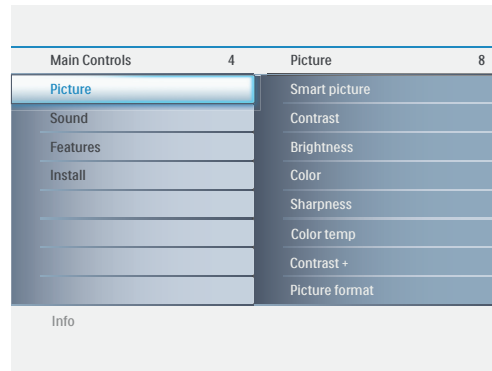 Main Controls 4
Picture
Sound
Features
Install
Picture 8
Smart picture
Contrast
Brightness
Color
Sharpness
Color temp
Contrast +
Picture format
Info